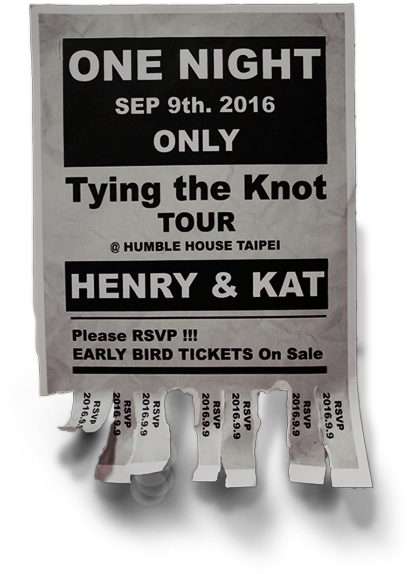 ONE NIGHT
SEP 9th. 2016
ONLY
Tying the Knot
TOUR
@ HUMBLE HOUSE TAIPEI
HENRY & KAT
Please RSVP !!!
EARLY BIRD TICKETS On Sale
RSVP
2016.9.9
RSVP
2016.9.9
RSVP
2016.9.9
RSVP
2016.9.9
RSVP
2016.9.9
RSVP
2016.9.9
RSVP
2016.9.9